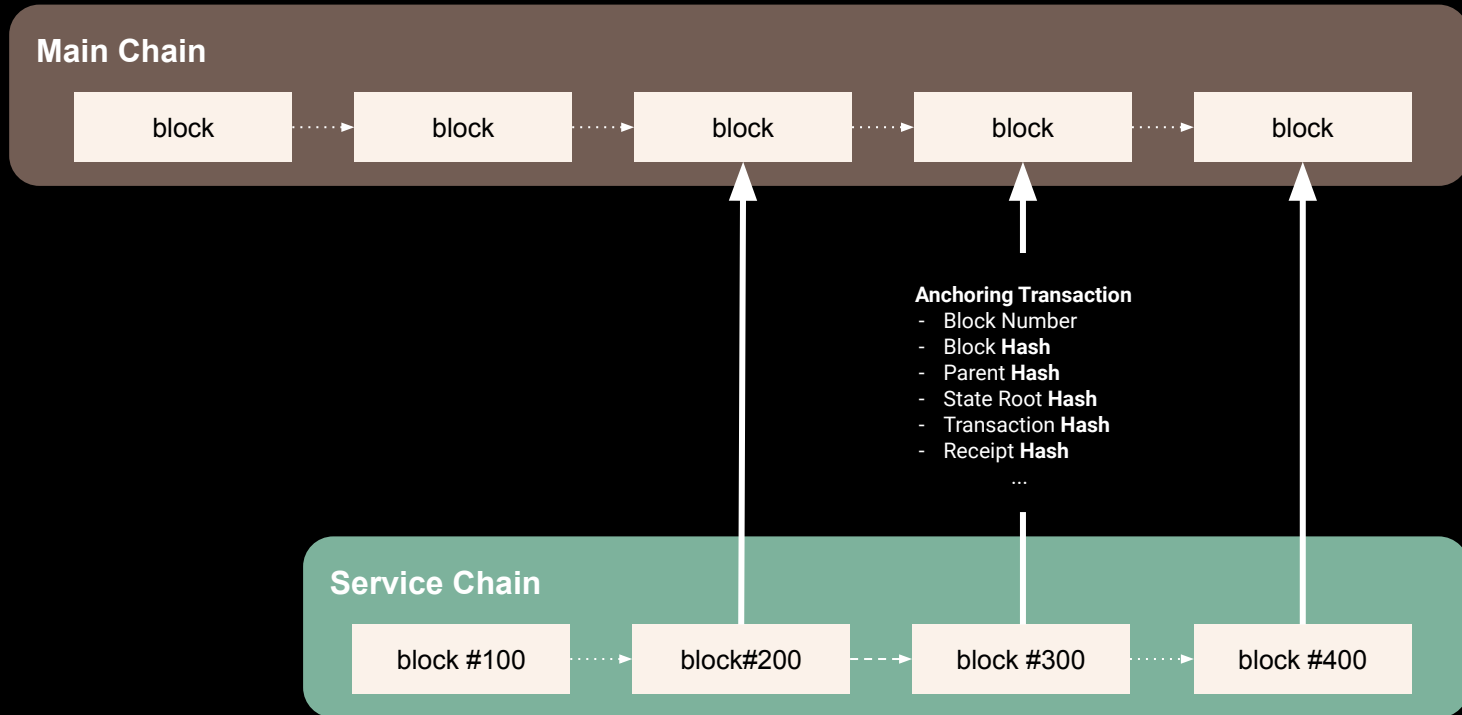 Main Chain
block
block
block
block
block
Anchoring Transaction
- Block Number
- Block Hash
- Parent Hash
- State Root Hash
- Transaction Hash
- Receipt Hash
...
Service Chain
block #100
block#200
block #300
block #400